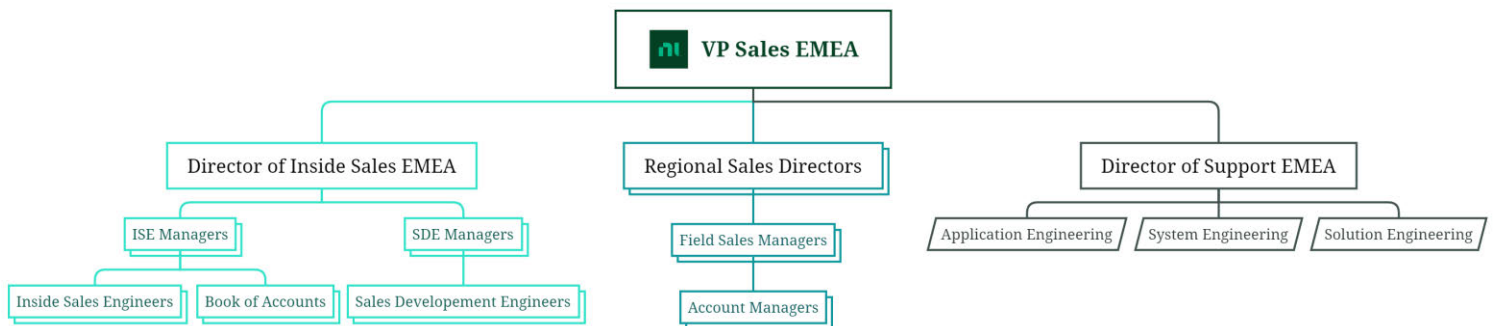 VP Sales EMEA
Director of Inside Sales EMEA
Regional Sales Directors
Director of Support EMEA
ISE Managers
SDE Managers
Field Sales Managers
Application Engineering
System Engineering
Solution Engineering
Inside Sales Engineers
Book of Accounts
Sales Developement Engineers
Account Managers